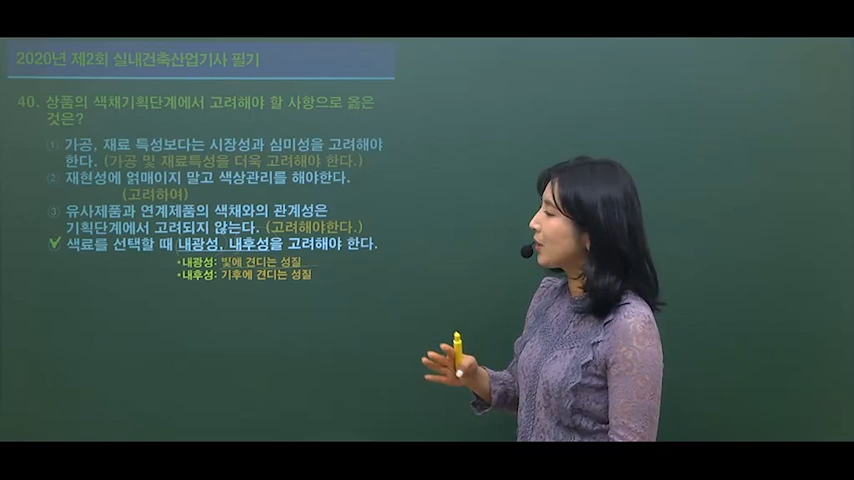 2020년 제2회 실내건축산업기사 필기
40. 상품의 색채기획단계에서 고려해야 할 사항으로 옳은
것은?
① 가공, 재료 특성보다는 시장성과 심미성을 고려해야
한다. (가공 및 재료특성을 더욱 고려해야 한다.)
② 재현성에 얽매이지 말고 색상관리를 해야한다.
(고려하여)
③ 유사제품과 연계제품의 색채와의 관계성은
기획단계에서 고려되지 않는다. (고려해야한다.)
✓ 색료를 선택할 때 내광성, 내후성을 고려해야 한다.
•내광성: 빛에 견디는 성질
•내후성: 기후에 견디는 성질